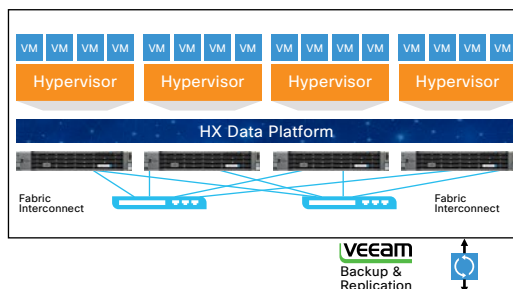 VM VM VM VM VM VM VM VM VM VM VM VM VM VM VM VM
Hypervisor Hypervisor Hypervisor Hypervisor
HX Data Platform
Fabric
Interconnect
Fabric
Interconnect
veeam
Backup &
Replication